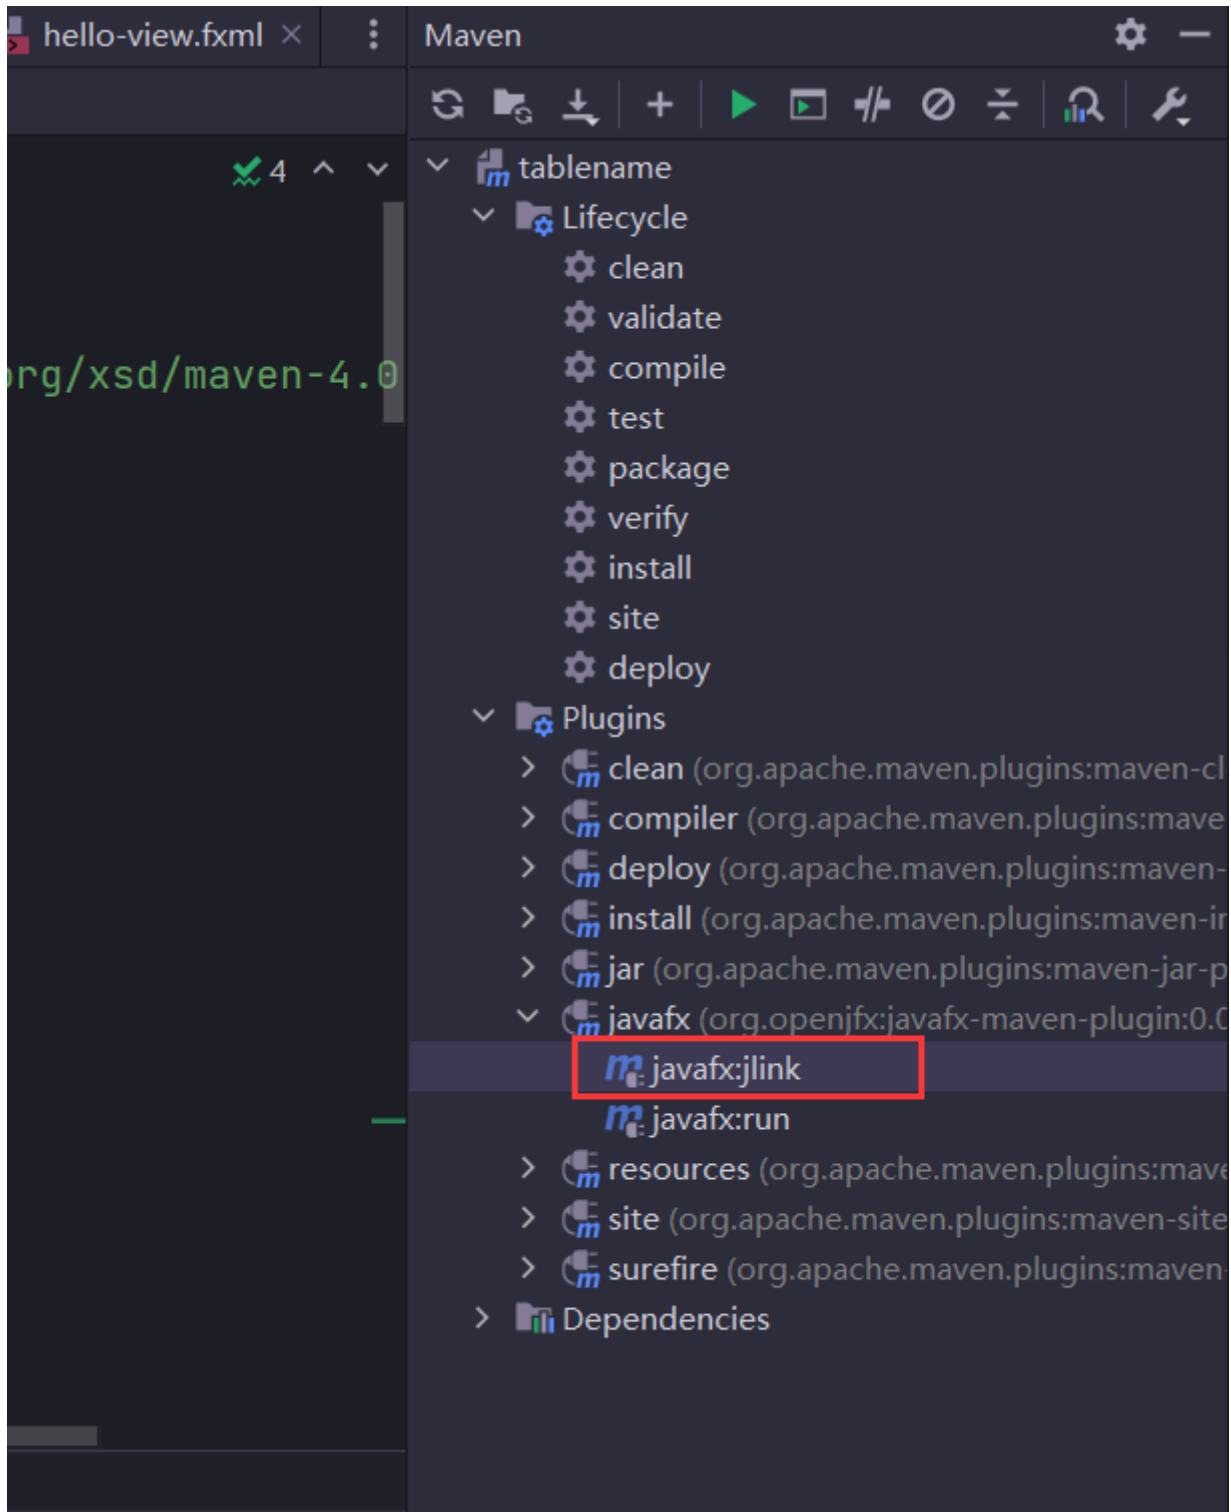 hello-view.fxml
Maven
4
tablename
Lifecycle
clean
validate
org/xsd/maven-4.0
compile
test
package
verify
install
site
deploy
Plugins
clean (org.apache.maven.plugins:maven-cl
compiler (org.apache.maven.plugins:mave
deploy (org.apache.maven.plugins:maven-
install (org.apache.maven.plugins:maven-in
jar (org.apache.maven.plugins:maven-jar-p
javafx (org.openjfx:javafx-maven-plugin:0.0
javafx:jlink
javafx:run
resources (org.apache.maven.plugins:mave
site (org.apache.maven.plugins:maven-site
surefire (org.apache.maven.plugins:maven-
Dependencies